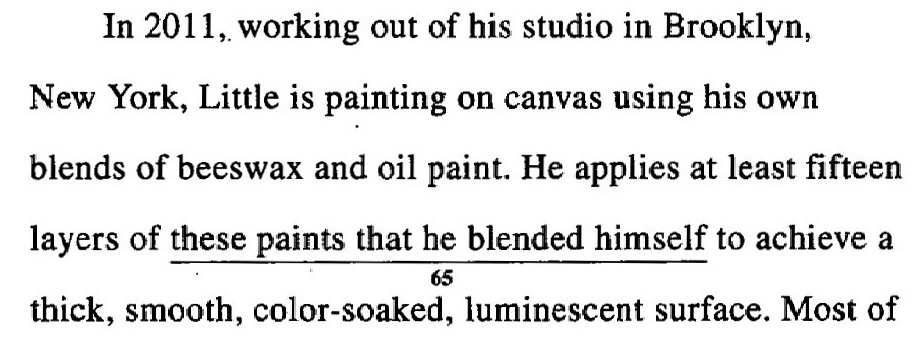 In 2011, working out of his studio in Brooklyn,
New York, Little is painting on canvas using his own
blends of beeswax and oil paint. He applies at least fifteen
layers of these paints that he blended himself to achieve a
65
thick, smooth, color-soaked, luminescent surface. Most of